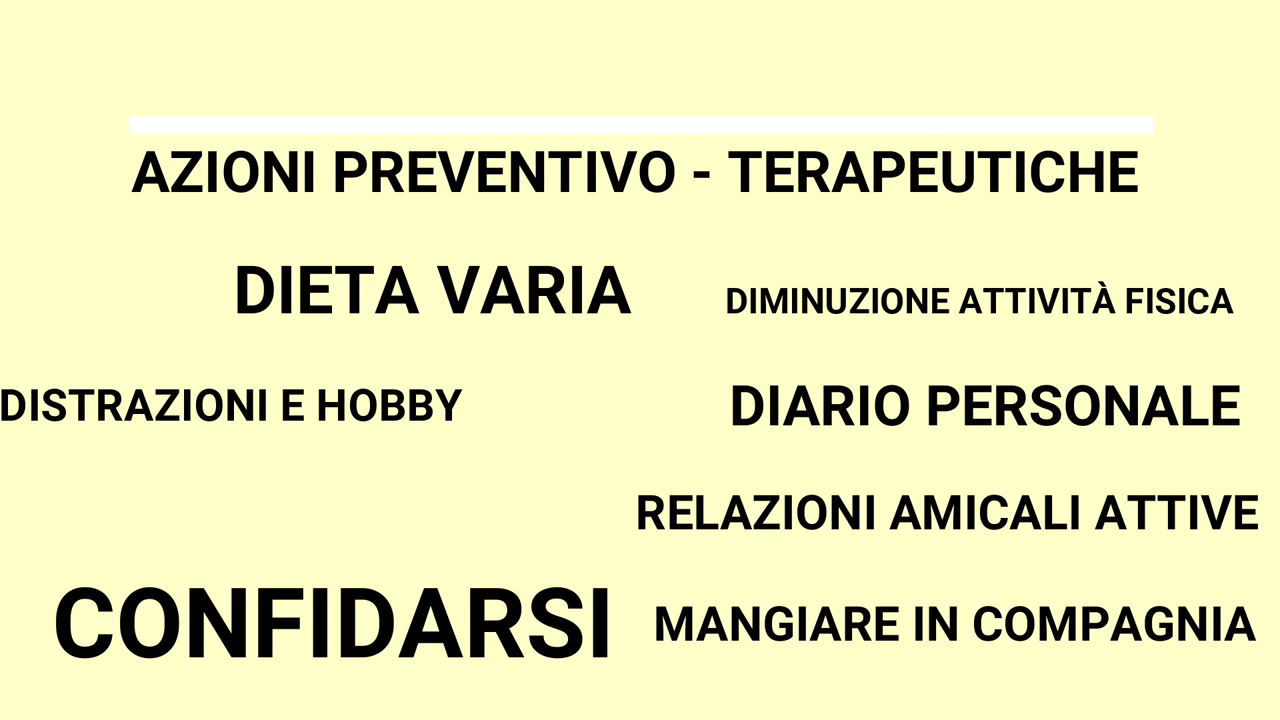 AZIONI PREVENTIVO - TERAPEUTICHE
DIETA VARIA
DIMINUZIONE ATTIVITÀ FISICA
DISTRAZIONI E HOBBY
DIARIO PERSONALE
RELAZIONI AMICALI ATTIVE
CONFIDARSI
MANGIARE IN COMPAGNIA